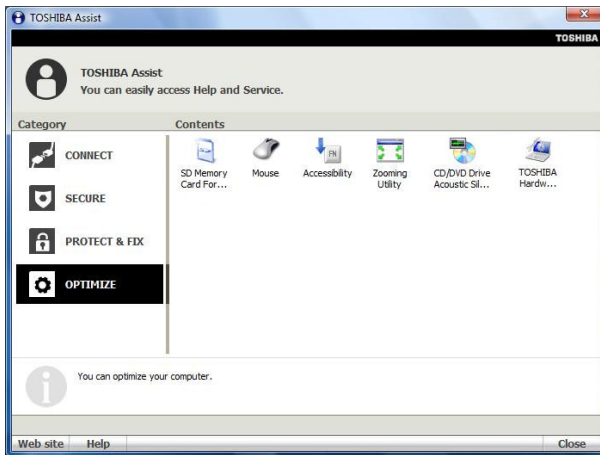 TOSHIBA Assist
TOSHIBA
TOSHIBA Assist
You can easily access Help and Service.
Category
Contents
CONNECT
SECURE
PROTECT & FIX
OPTIMIZE
SD Memory
Card For...
Mouse
Accessibility
FN
Zooming
Utility
CD/DVD Drive
Acoustic Sil...
TOSHIBA
Hardw...
You can optimize your computer.
Web site
Help
Close